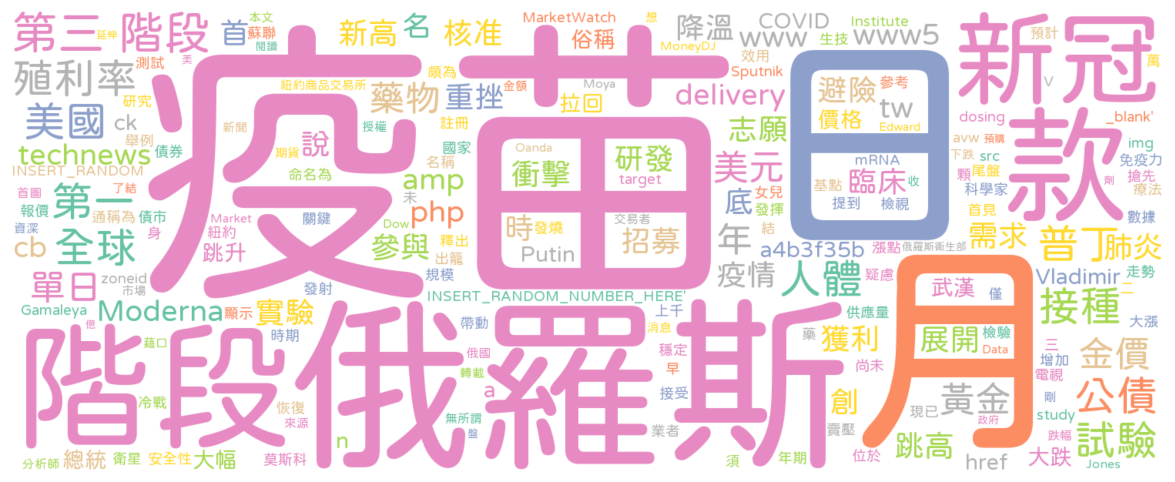 第三階段
首
蘇聯
本文
閱讀
延伸
測試
美
新高
名
核准
MarketWatch
俗稱
降溫
COVID
www
生技
Institute
www5
預計
想
萬
MoneyDJ
效用
Sputnik
殖利率
紐約商品交易所
頗為
藥物
重挫
金額
Moya
拉回
delivery
避險
參考
價格
tw
Edward
新冠
V
dosing
_blank'
美國
ck
研究
舉例
新聞
授權
註冊
說
疫苗
國家
衝擊
研發
target
志願
日
mRNA
臨床
收
基點
提到
檢視
avw
預購
下跌
src
img
免疫力
尾盤
顆
搶先
科學家
療法
款
劑
technews
債券
INSERT_RANDOM
期貨
命名為
名稱
Oanda
美元
首圖
了結
第一
報價
通稱為
債市
資深
身
Market
紐約
關鍵
未
amp
Dow
php
時
發燒
交易者
招募
Putin
底
女兒
發揮
結
年
a4b3f35b
漲點
俄羅斯衛生部
首見
數據
需求
普丁
肺炎
cb
全球
跳升
參與
釋出
出籠
規模
疫情
人體
疑慮
武漢
僅
Vladimir
走勢
二
單日
zoneid
市場
發射
Gamaleya
Moderna
顯示
實驗
時期
INSERT_RANDOM_NUMBER_HERE'
上千
供應量
帶動
消息
藥
獲利
展開
檢驗
Data
接種
大漲
三
增加
電視
億
藉口
階段
俄羅斯
俄國
轉載
穩定
早
尚未
月
剛
金價
冷戰
恢復
來源
a
接受
創
現已
黃金
政府
study
公債
n
無所謂
盤
業者
賣壓
跌幅
試驗
分析師
總統
衛星
安全性
大幅
莫斯科
須
年期
位於
跳高
href
大跌
Jones